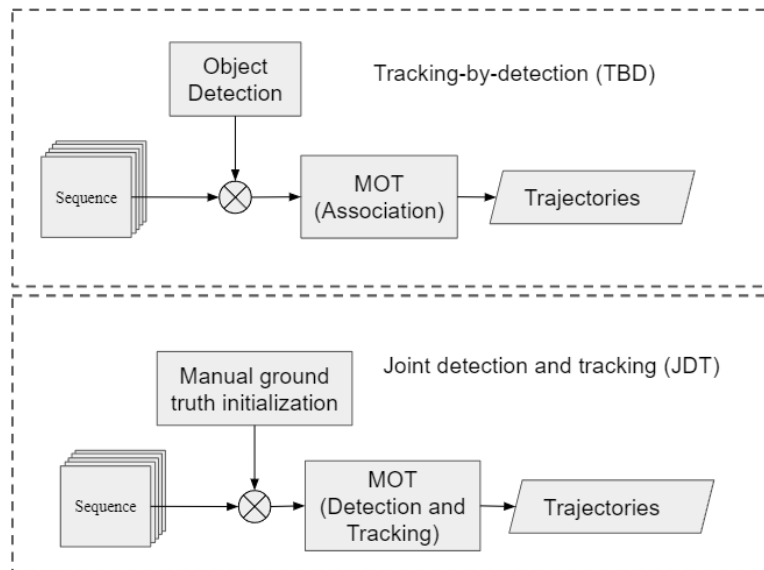 Object
Detection
Tracking-by-detection (TBD)
Sequence
MOT
(Association)
Trajectories
Joint detection and tracking (JDT)
Manual ground
truth initialization
Sequence
MOT
(Detection and
Tracking)
Trajectories